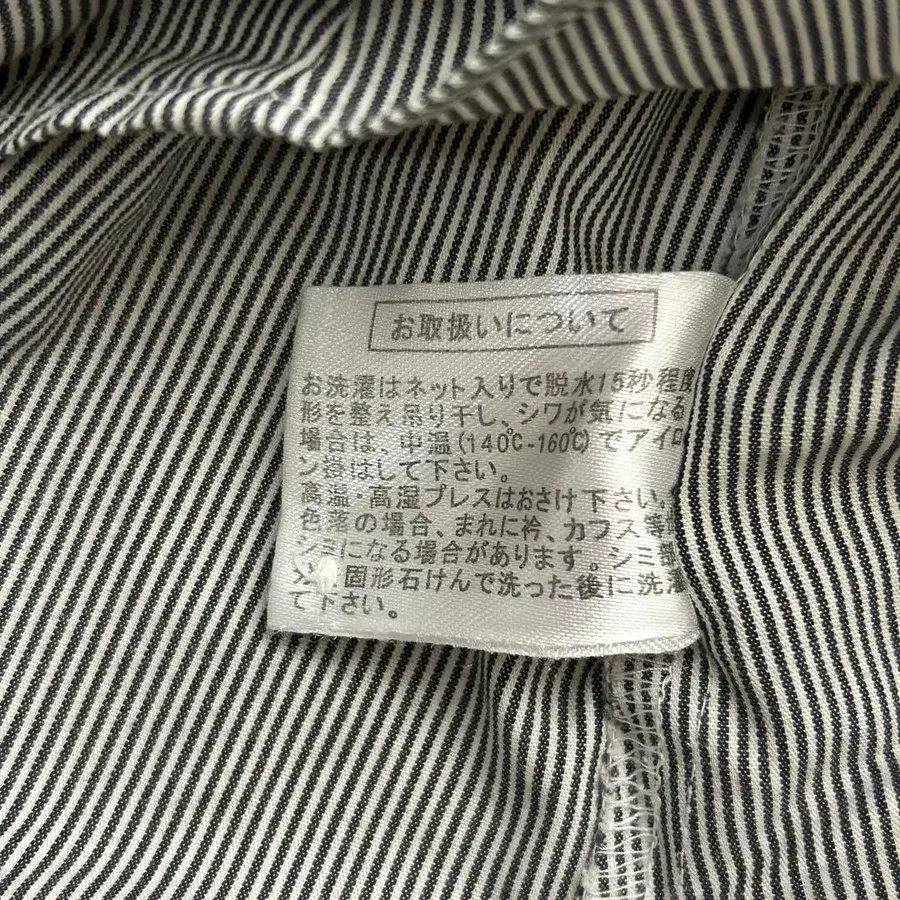 お取扱いについて
お洗濯はネット入りで脱水15秒程度
形を整え吊り干し、シワが気になる
場合は、中温(140℃-160℃)でアイロ
ン掛けして下さい。
高温・高湿プレスはおさけ下さい。
色落の場合、まれに衿、カフス等
シミになる場合があります。シミ部
固形石けんで洗った後に洗濯
て下さい。